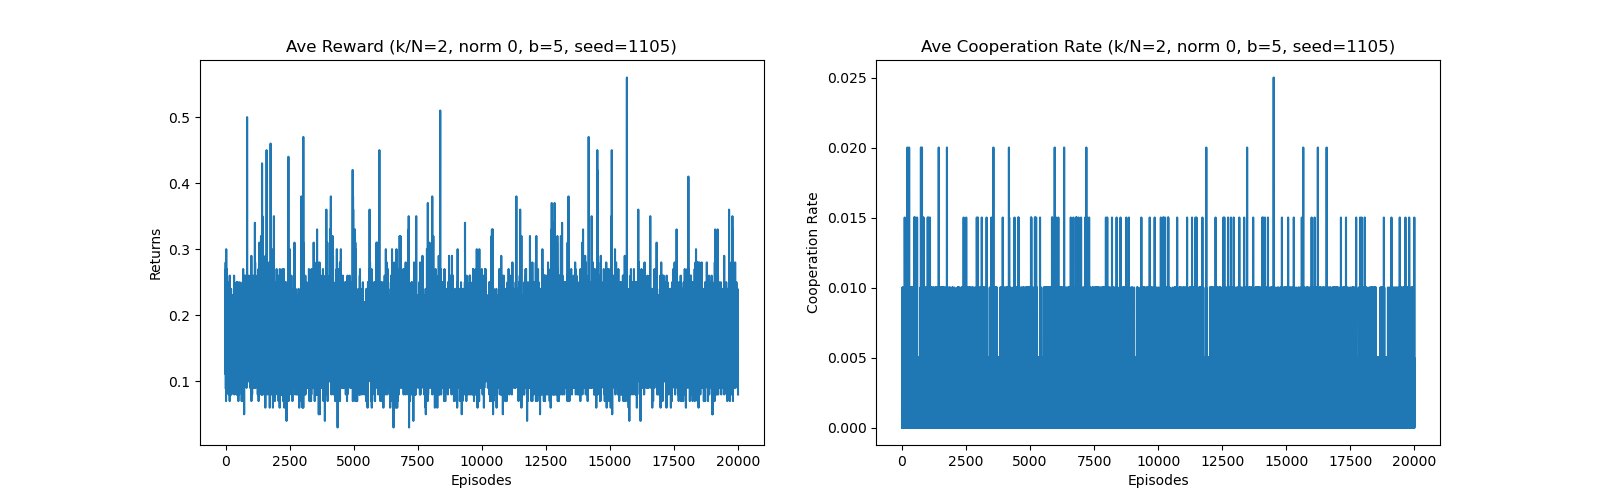 Ave Reward (k/N=2, norm 0, b=5, seed=1105)
Returns
0.5
0.4
0.3
0.2
0.1
0 2500 5000 7500 10000 12500 15000 17500 20000
Episodes
Ave Cooperation Rate (k/N=2, norm 0, b=5, seed=1105)
Cooperation Rate
0.025
0.020
0.015
0.010
0.005
0.000
0 2500 5000 7500 10000 12500 15000 17500 20000
Episodes